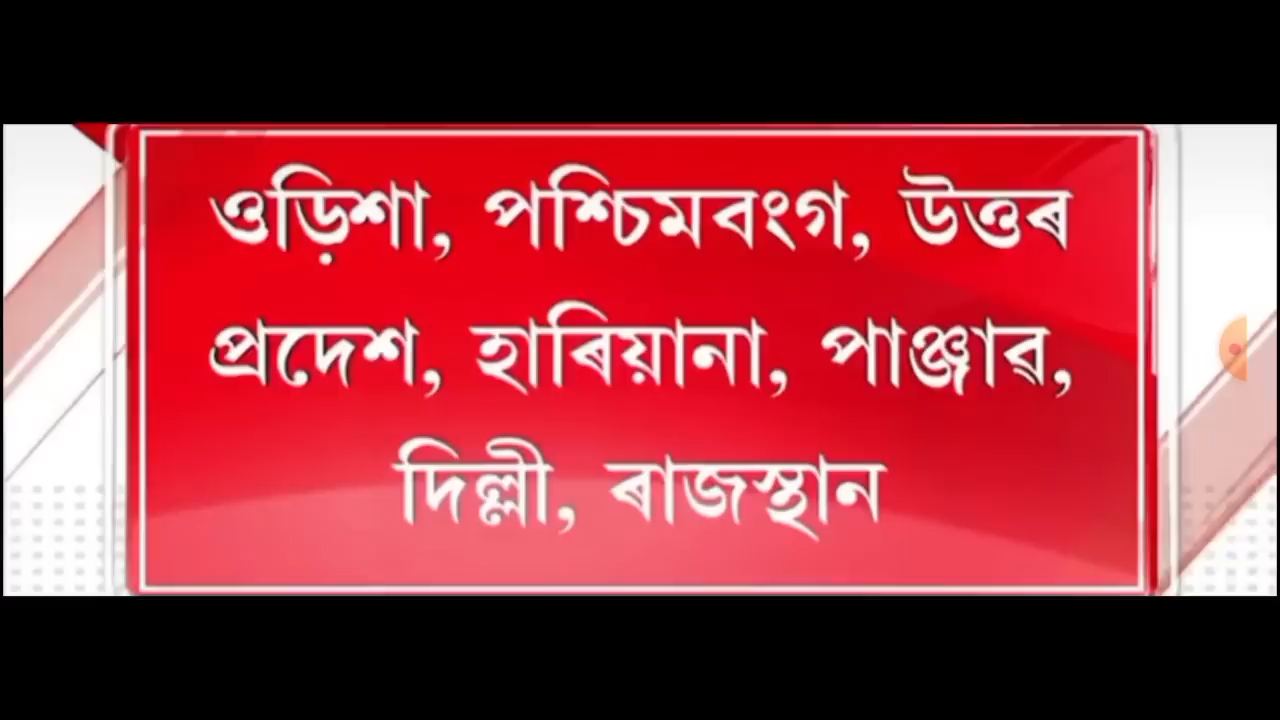 ওড়িশা, পশ্চিমবংগ, উত্তৰ
প্ৰদেশ, হাৰিয়ানা, পাঞ্জাৱ,
দিল্লী, ৰাজস্থান